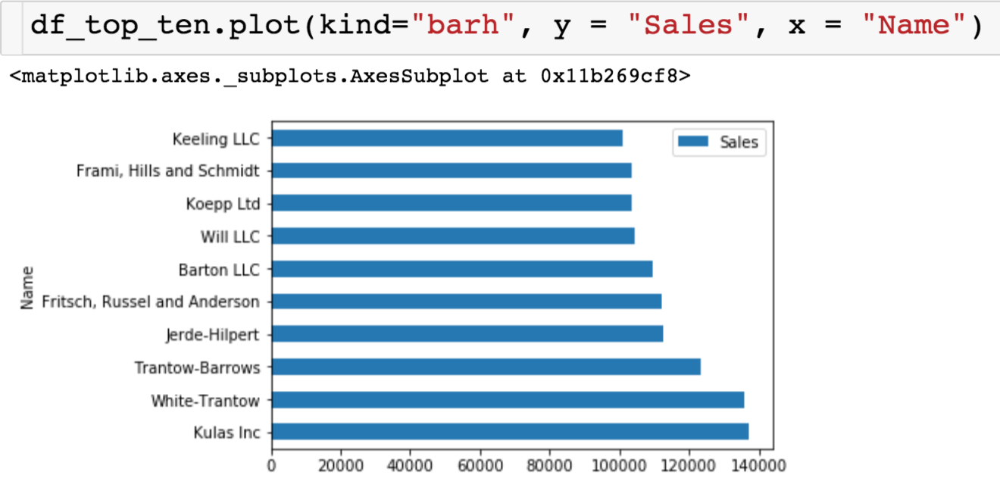 df_top_ten.plot(kind="barh", y = "Sales", x = "Name")
<matplotlib.axes._subplots.AxesSubplot at 0x11b269cf8>
Sales
Name
Keeling LLC
Frami, Hills and Schmidt
Koepp Ltd
Will LLC
Barton LLC
Fritsch, Russel and Anderson
Jerde-Hilpert
Trantow-Barrows
White-Trantow
Kulas Inc
0 20000 40000 60000 80000 100000 120000 140000